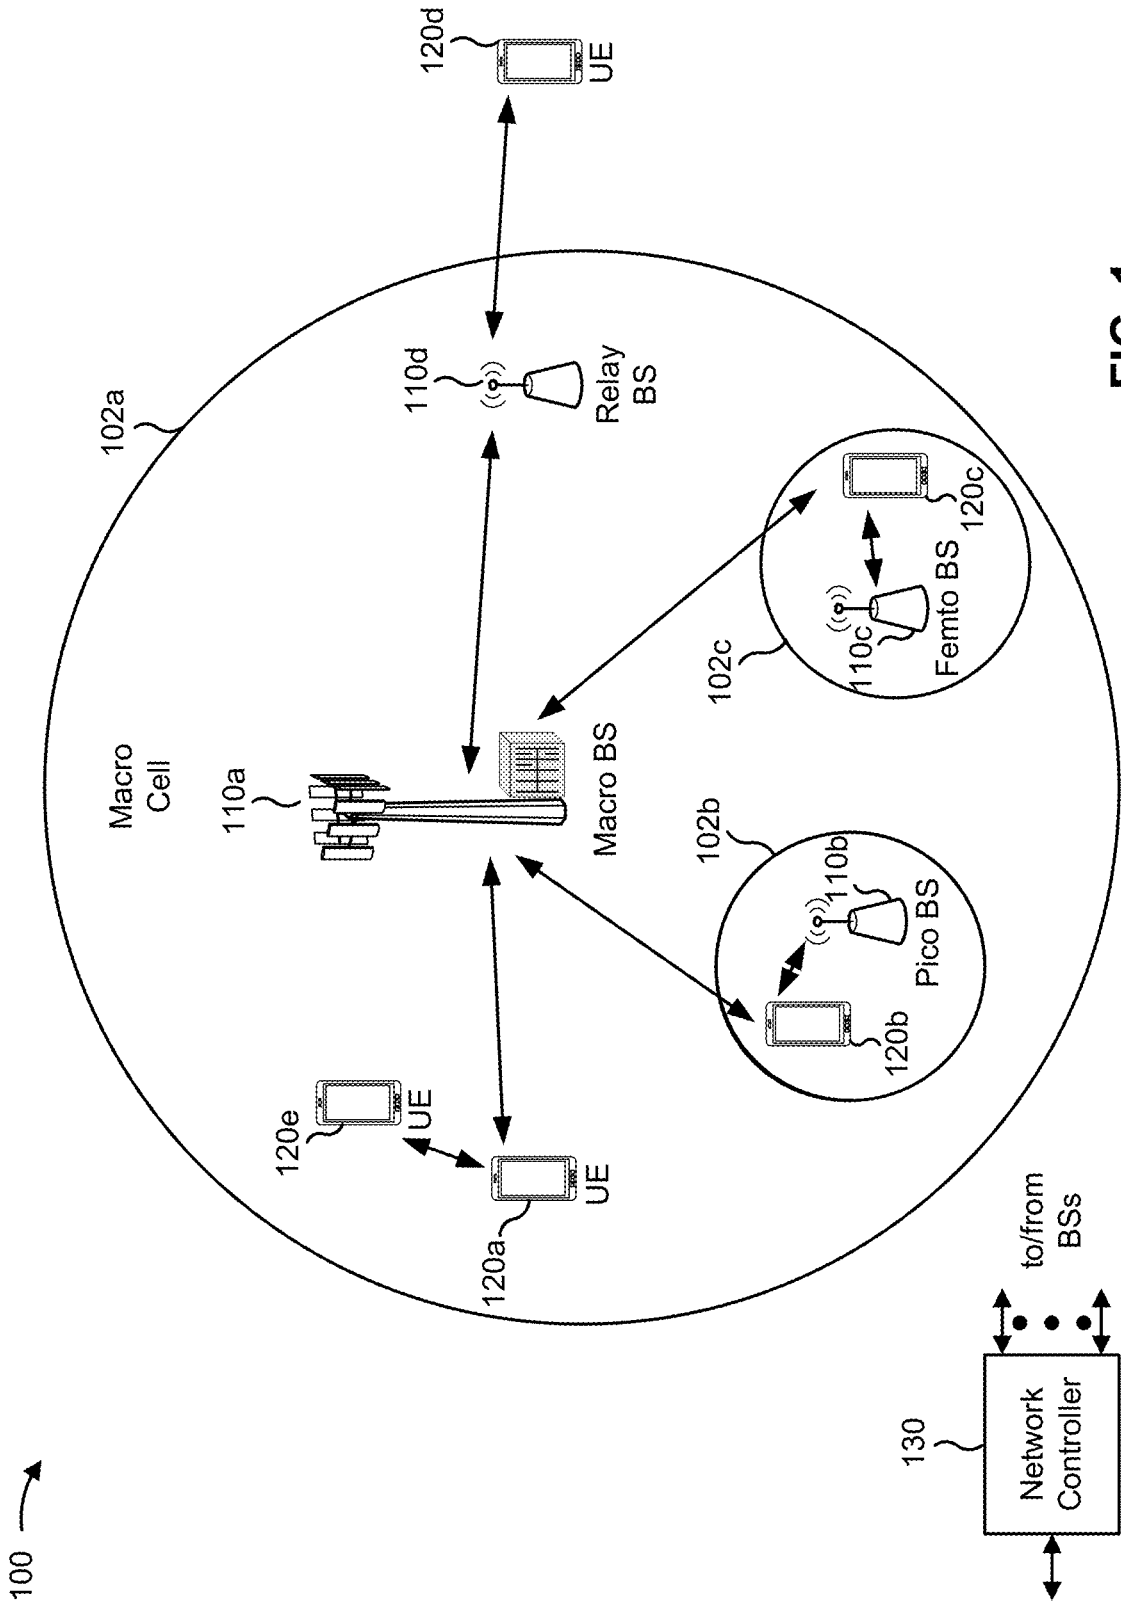 100
102a
Macro
Cell
110a
120d
UE
110d
Relay
BS
120e
UE
120a
UE
Macro BS
102b
110b
Pico BS
120b
102c
110c
Femto BS
120c
130
Network
Controller
to/from
BSs